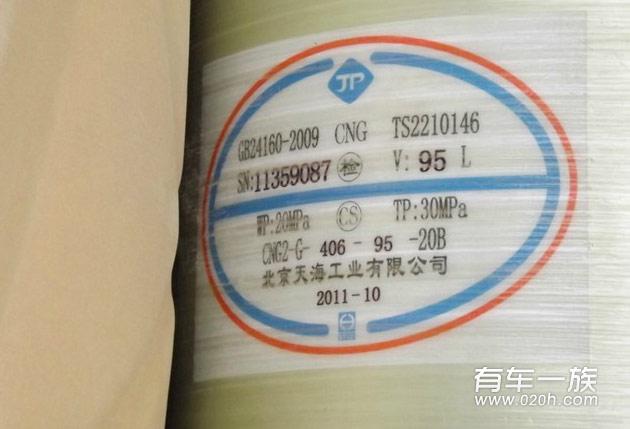 JP
GB24160-2009 CNG TS2210146
SN:11359087 检 V: 95 L
WP:20MPa CS TP:30MPa
CNG2-G- 406 - 95 -20B
北京天海工业有限公司
2011-10
有车一族
www.020h.com